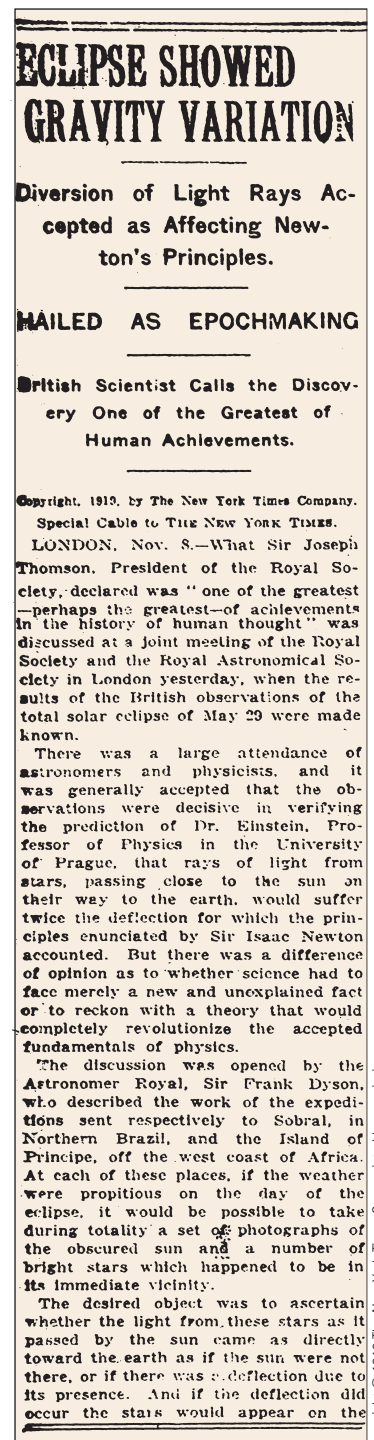 ECLIPSE SHOWED
GRAVITY VARIATION
Diversion of Light Rays Ac-
cepted as Affecting New-
ton's Principles.
HAILED AS EPOCHMAKING
British Scientist Calls the Discov-
ery One of the Greatest of
Human Achievements.
Copyright, 1919, by The New York Times Company.
Special Cable to THE NEW YORK TIMES.
LONDON, Nov. 8.—What Sir Joseph
Thomson, President of the Royal So-
ciety, declared was "one of the greatest
—perhaps the greatest—of achievements
in the history of human thought" was
discussed at a joint meeting of the Royal
Society and the Royal Astronomical So-
ciety in London yesterday, when the re-
sults of the British observations of the
total solar eclipse of May 29 were made
known.
There was a large attendance of
astronomers and physicists, and it
was generally accepted that the ob-
servations were decisive in verifying
the prediction of Dr. Einstein, Pro-
fessor of Physics in the University
of Prague, that rays of light from
stars, passing close to the sun on
their way to the earth, would suffer
twice the deflection for which the prin-
ciples enunciated by Sir Isaac Newton
accounted. But there was a difference
of opinion as to whether science had to
face merely a new and unexplained fact
or to reckon with a theory that would
completely revolutionize the accepted
fundamentals of physics.
The discussion was opened by the
Astronomer Royal, Sir Frank Dyson,
who described the work of the expedi-
tions sent respectively to Sobral, in
Northern Brazil, and the Island of
Principe, off the west coast of Africa.
At each of these places, if the weather
were propitious on the day of the
eclipse, it would be possible to take
during totality a set of photographs of
the obscured sun and a number of
bright stars which happened to be in
its immediate vicinity.
The desired object was to ascertain
whether the light from these stars as it
passed by the sun came as directly
toward the earth as if the sun were not
there, or if there was a deflection due to
its presence. And if the deflection did
occur the stars would appear on the